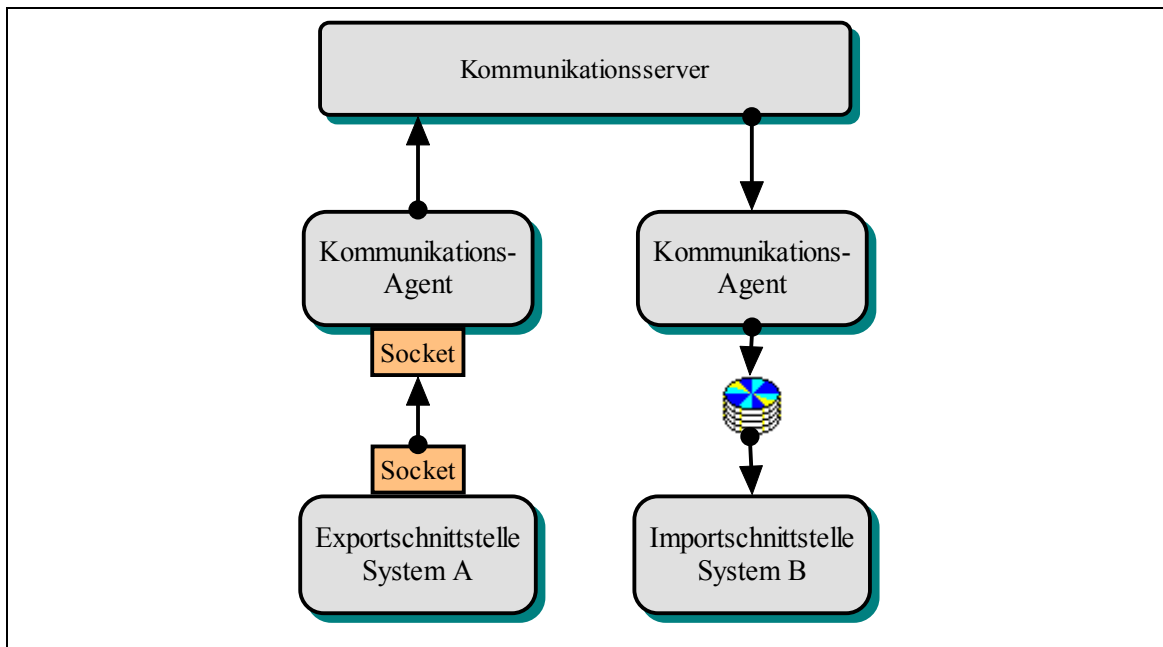 Kommunikationsserver
Kommunikations-
Agent
Kommunikations-
Agent
Socket
Socket
Exportschnittstelle
System A
Importschnittstelle
System B